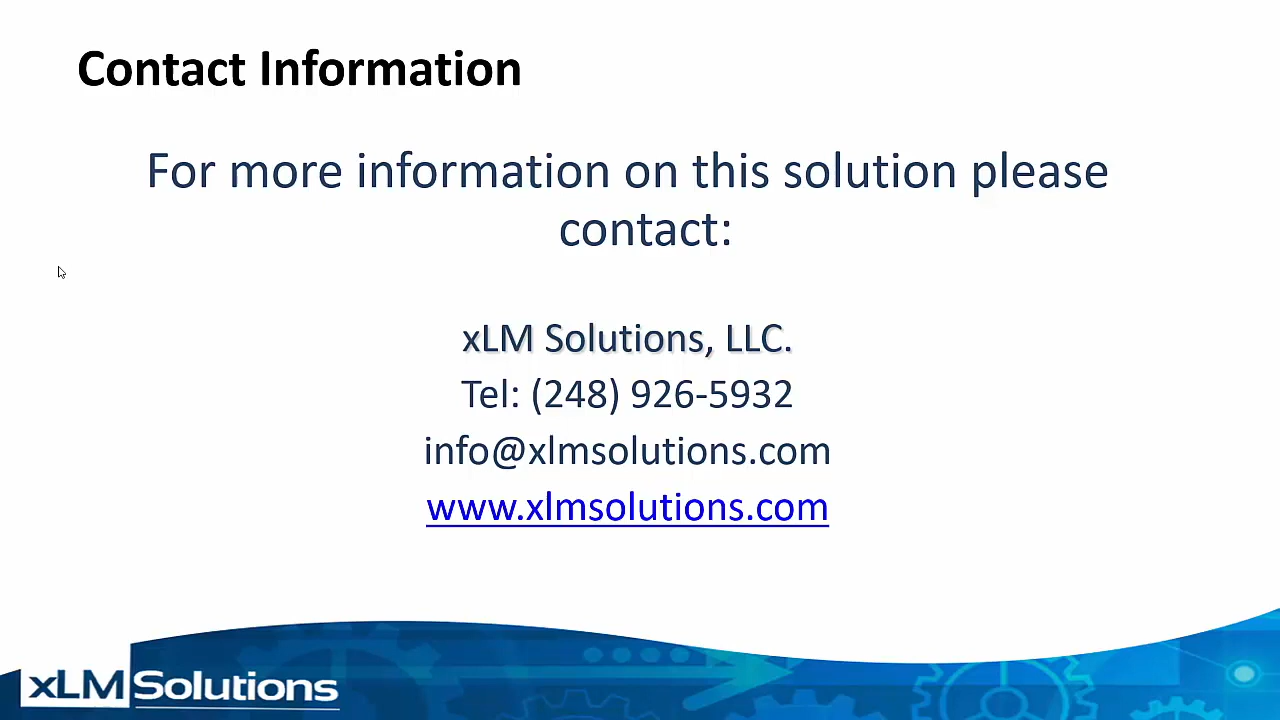 Contact Information
For more information on this solution please
contact:
xLM Solutions, LLC.
Tel: (248) 926-5932
info@xlmsolutions.com
www.xlmsolutions.com
xLM Solutions